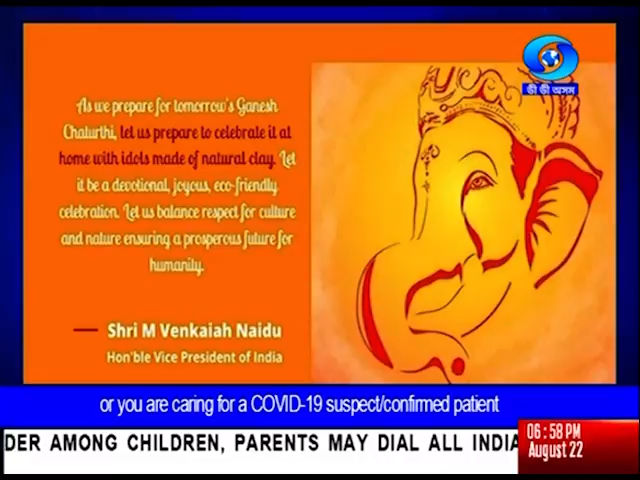 ডী ডী অসম
As we prepare for tomorrow's Ganesh
Chaturthi, let us prepare to celebrate it at
home with idols made of natural clay. Let
it be a devotional, joyous, eco-friendly
celebration. Let us balance respect for culture
and nature ensuring a prosperous future for
humanity.
— Shri M Venkaiah Naidu
Hon'ble Vice President of India
or you are caring for a COVID-19 suspect/confirmed patient
DER AMONG CHILDREN, PARENTS MAY DIAL ALL INDIA
06:58 PM
August 22